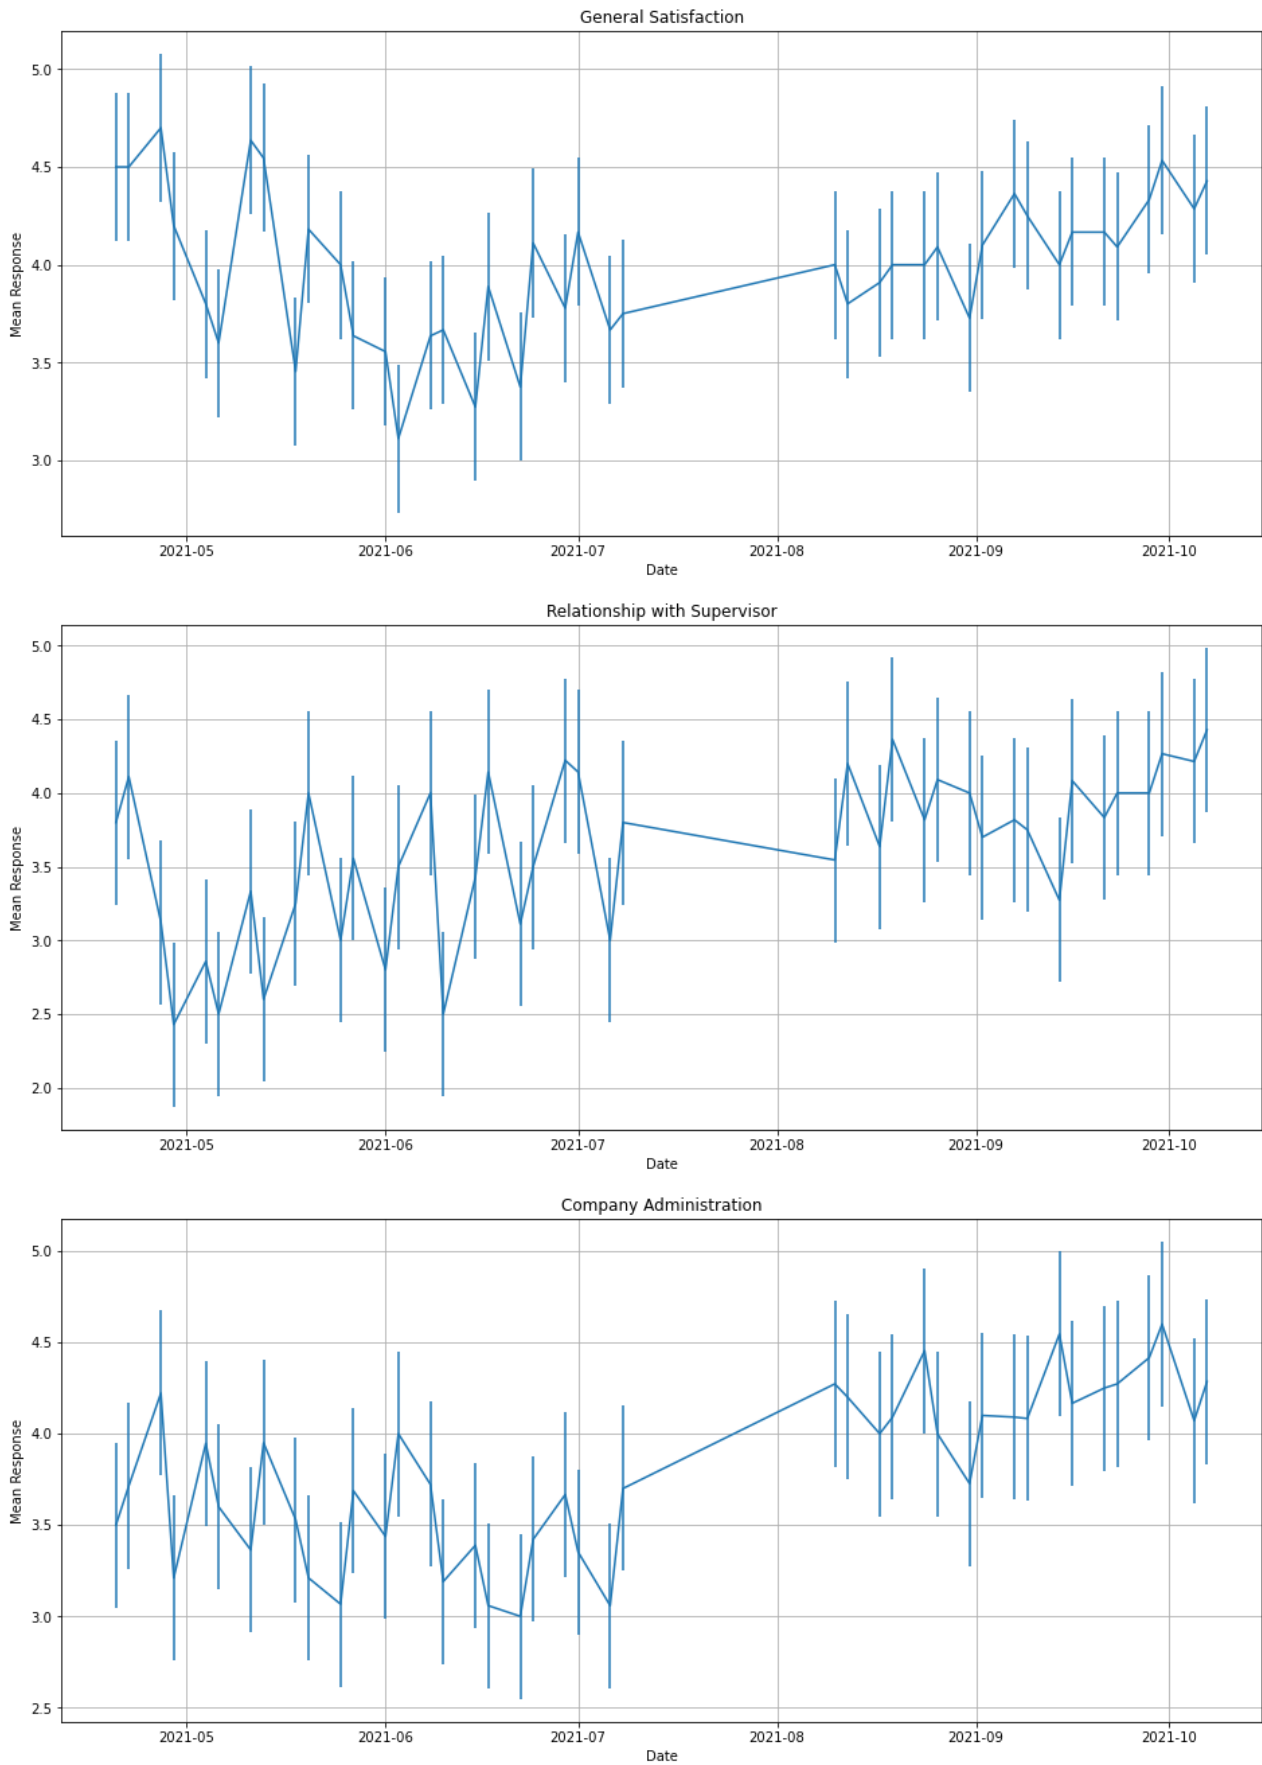 General Satisfaction
5.0
4.5
4.0
3.5
3.0
Mean Response
2021-05 2021-06 2021-07 2021-08 2021-09 2021-10
Date
Relationship with Supervisor
5.0
4.5
4.0
3.5
3.0
2.5
2.0
Mean Response
2021-05 2021-06 2021-07 2021-08 2021-09 2021-10
Date
Company Administration
5.0
4.5
4.0
3.5
3.0
2.5
Mean Response
2021-05 2021-06 2021-07 2021-08 2021-09 2021-10
Date